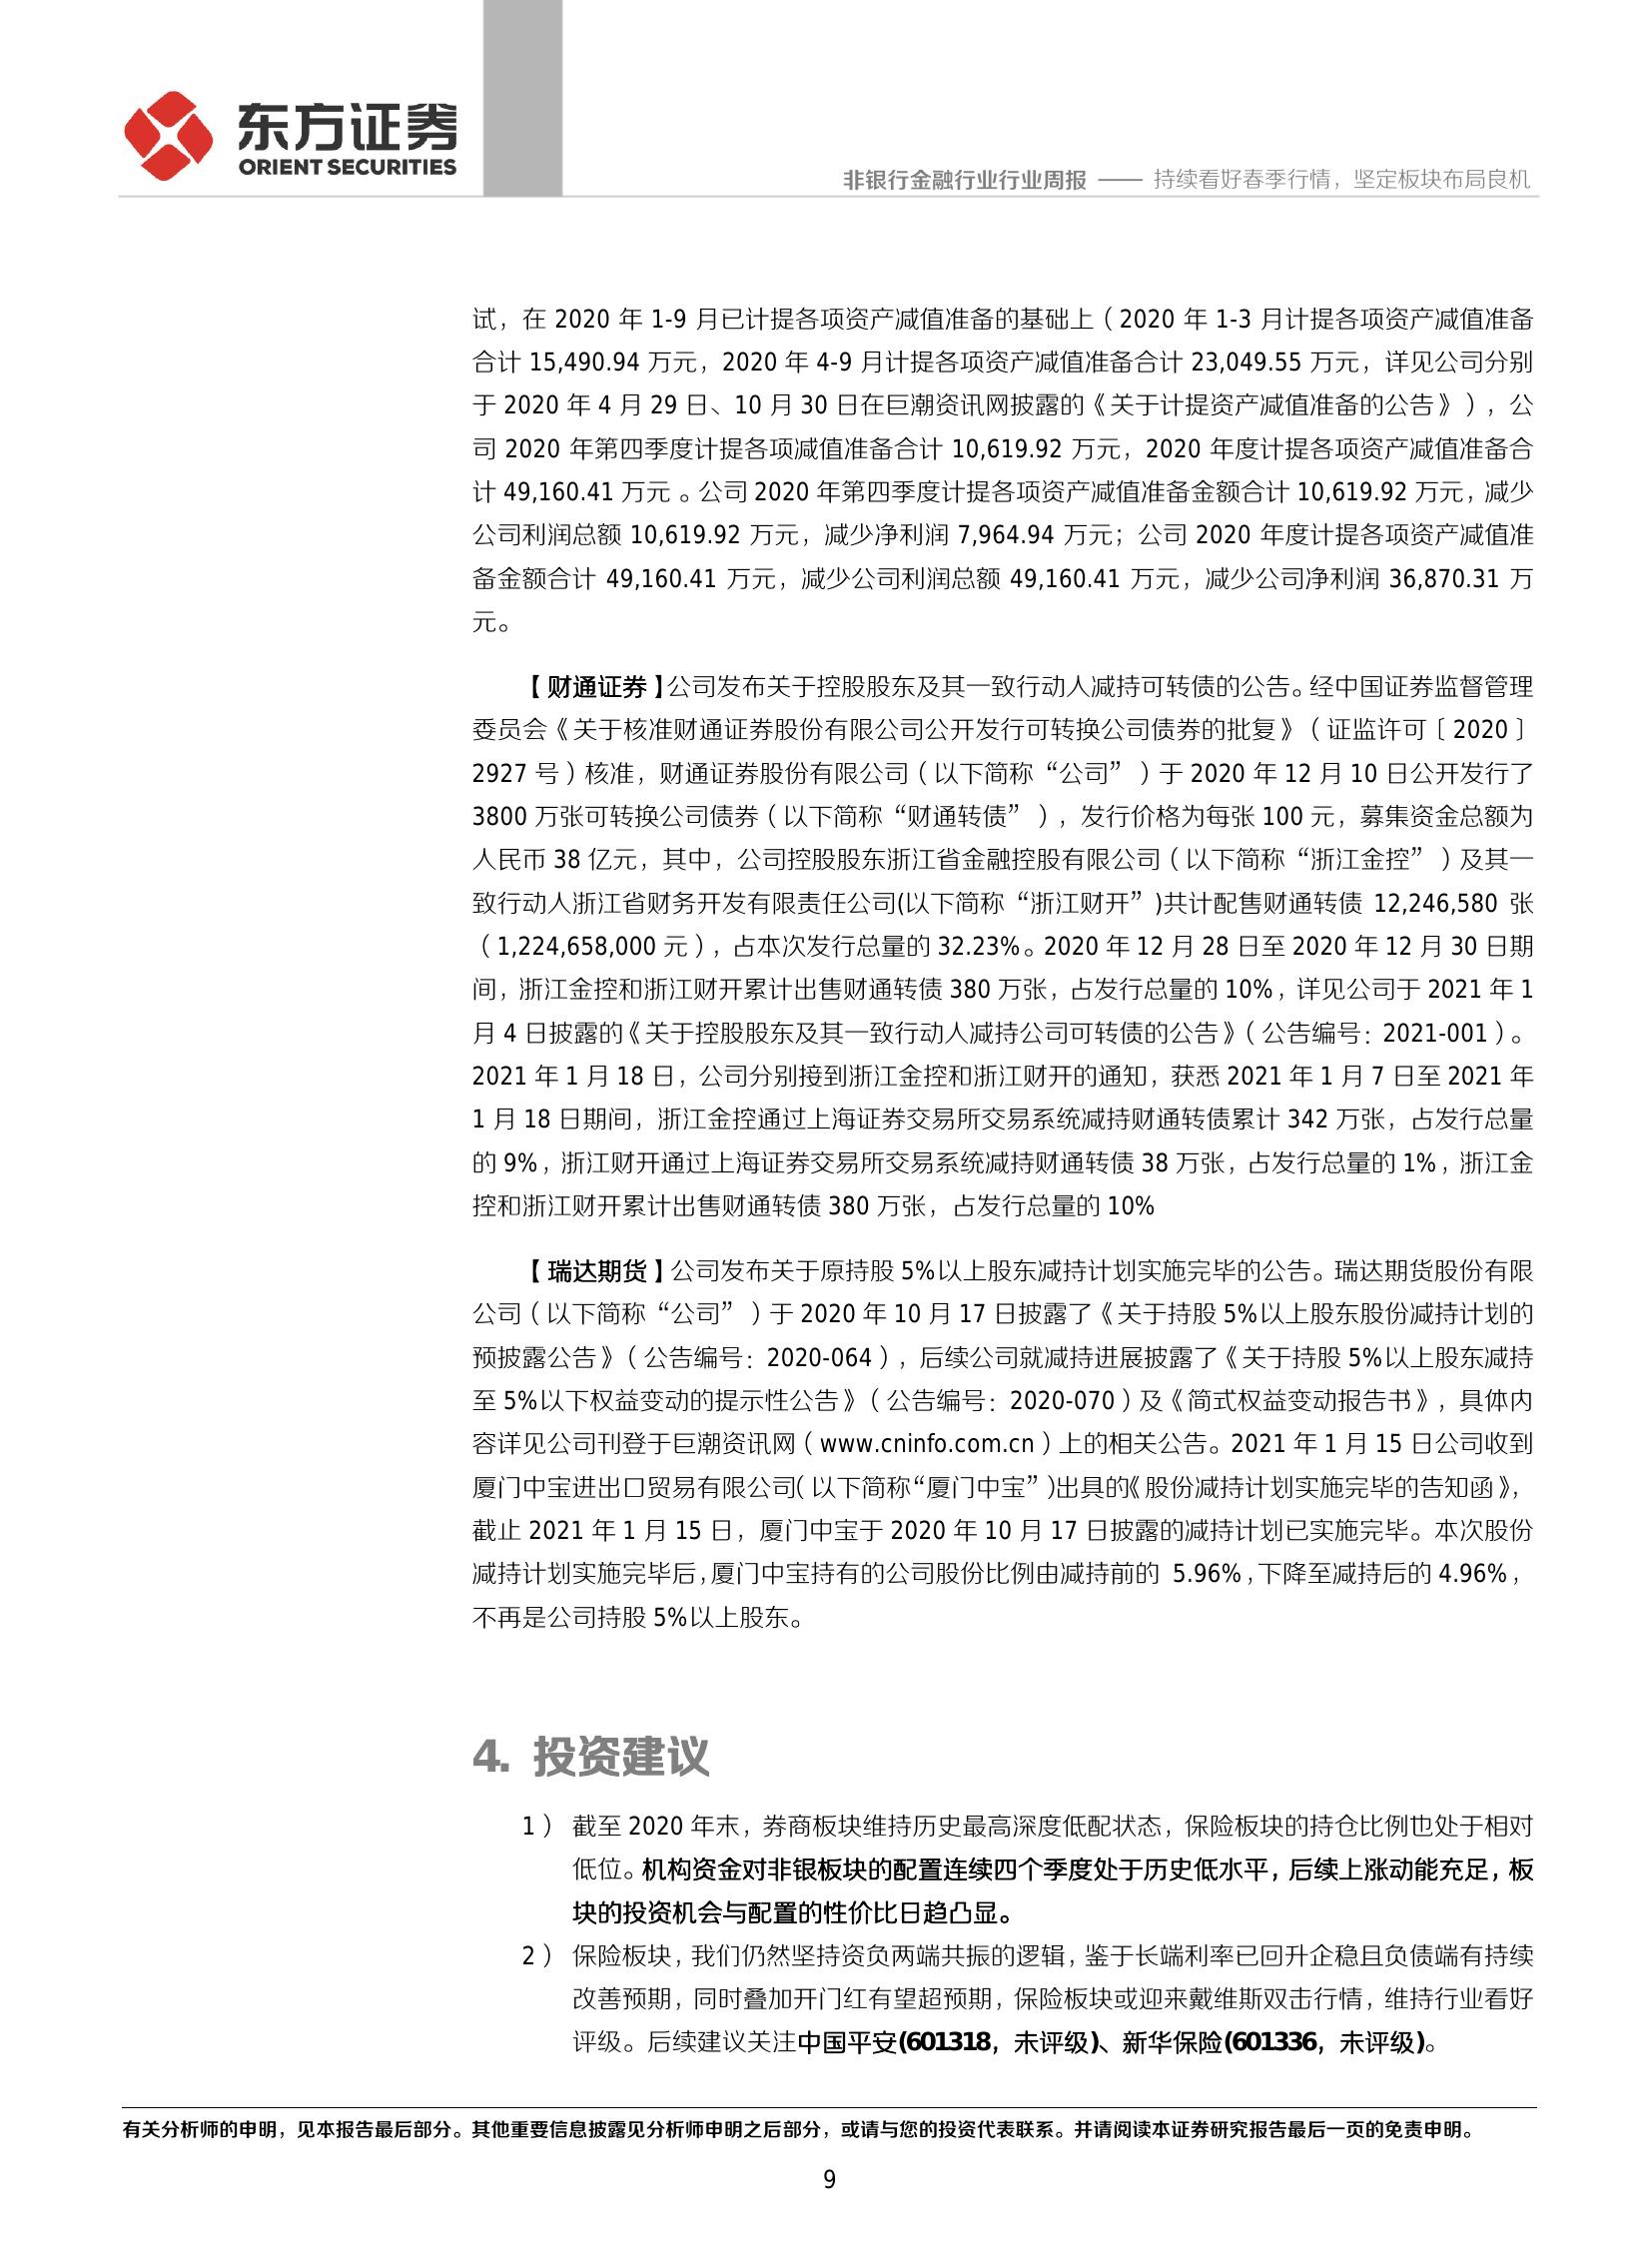 东方证券
ORIENT SECURITIES
非银行金融行业行业周报 —— 持续看好春季行情，坚定板块布局良机
试，在 2020 年 1-9 月已计提各项资产减值准备的基础上（2020 年 1-3 月计提各项资产减值准备
合计 15,490.94 万元，2020 年 4-9 月计提各项资产减值准备合计 23,049.55 万元，详见公司分别
于 2020 年 4 月 29 日、10 月 30 日在巨潮资讯网披露的《关于计提资产减值准备的公告》），公
司 2020 年第四季度计提各项减值准备合计 10,619.92 万元，2020 年度计提各项资产减值准备合
计 49,160.41 万元 。公司 2020 年第四季度计提各项资产减值准备金额合计 10,619.92 万元，减少
公司利润总额 10,619.92 万元，减少净利润 7,964.94 万元；公司 2020 年度计提各项资产减值准
备金额合计 49,160.41 万元，减少公司利润总额 49,160.41 万元，减少公司净利润 36,870.31 万
元。
【财通证券】公司发布关于控股股东及其一致行动人减持可转债的公告。经中国证券监督管理
委员会《关于核准财通证券股份有限公司公开发行可转换公司债券的批复》（证监许可〔2020〕
2927 号）核准，财通证券股份有限公司（以下简称“公司”）于 2020 年 12 月 10 日公开发行了
3800 万张可转换公司债券（以下简称“财通转债”），发行价格为每张 100 元，募集资金总额为
人民币 38 亿元，其中，公司控股股东浙江省金融控股有限公司（以下简称“浙江金控”）及其一
致行动人浙江省财务开发有限责任公司(以下简称“浙江财开”)共计配售财通转债 12,246,580 张
（1,224,658,000 元），占本次发行总量的 32.23%。2020 年 12 月 28 日至 2020 年 12 月 30 日期
间，浙江金控和浙江财开累计出售财通转债 380 万张，占发行总量的 10%，详见公司于 2021 年 1
月 4 日披露的《关于控股股东及其一致行动人减持公司可转债的公告》（公告编号：2021-001）。
2021 年 1 月 18 日，公司分别接到浙江金控和浙江财开的通知，获悉 2021 年 1 月 7 日至 2021 年
1 月 18 日期间，浙江金控通过上海证券交易所交易系统减持财通转债累计 342 万张，占发行总量
的 9%，浙江财开通过上海证券交易所交易系统减持财通转债 38 万张，占发行总量的 1%，浙江金
控和浙江财开累计出售财通转债 380 万张，占发行总量的 10%
【瑞达期货】公司发布关于原持股 5%以上股东减持计划实施完毕的公告。瑞达期货股份有限
公司（以下简称“公司”）于 2020 年 10 月 17 日披露了《关于持股 5%以上股东股份减持计划的
预披露公告》（公告编号：2020-064），后续公司就减持进展披露了《关于持股 5%以上股东减持
至 5%以下权益变动的提示性公告》（公告编号：2020-070）及《简式权益变动报告书》，具体内
容详见公司刊登于巨潮资讯网（www.cninfo.com.cn）上的相关公告。2021 年 1 月 15 日公司收到
厦门中宝进出口贸易有限公司(以下简称“厦门中宝”)出具的《股份减持计划实施完毕的告知函》，
截止 2021 年 1 月 15 日，厦门中宝于 2020 年 10 月 17 日披露的减持计划已实施完毕。本次股份
减持计划实施完毕后，厦门中宝持有的公司股份比例由减持前的 5.96%，下降至减持后的 4.96%，
不再是公司持股 5%以上股东。
4. 投资建议
1） 截至 2020 年末，券商板块维持历史最高深度低配状态，保险板块的持仓比例也处于相对
低位。机构资金对非银板块的配置连续四个季度处于历史低水平，后续上涨动能充足，板
块的投资机会与配置的性价比日趋凸显。
2） 保险板块，我们仍然坚持资负两端共振的逻辑，鉴于长端利率已回升企稳且负债端有持续
改善预期，同时叠加开门红有望超预期，保险板块或迎来戴维斯双击行情，维持行业看好
评级。后续建议关注中国平安(601318，未评级)、新华保险(601336，未评级)。
有关分析师的申明，见本报告最后部分。其他重要信息披露见分析师申明之后部分，或请与您的投资代表联系。并请阅读本证券研究报告最后一页的免责申明。
9